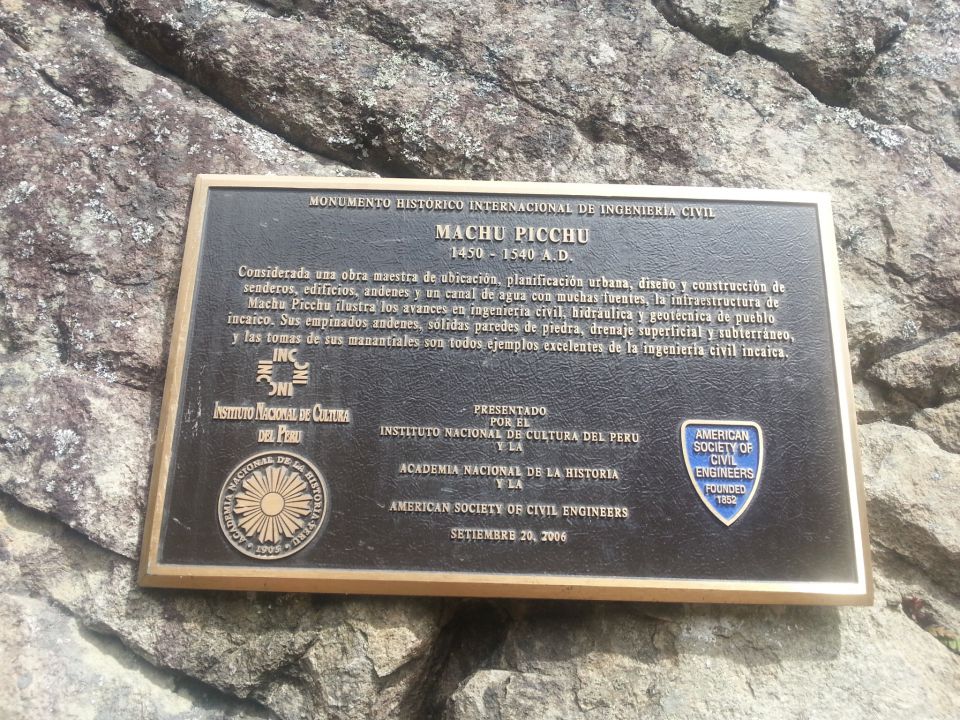 MONUMENTO HISTÓRICO INTERNACIONAL DE INGENIERÍA CIVIL
MACHU PICCHU
1450 - 1540 A.D.
Considerada una obra maestra de ubicación, planificación urbana, diseño y construcción de
senderos, edificios, andenes y un canal de agua con muchas fuentes, la infraestructura de
Machu Picchu ilustra los avances en ingeniería civil, hidráulica y geotécnica de pueblo
incaico. Sus empinados andenes, sólidas paredes de piedra, drenaje superficial y subterráneo,
y las tomas de sus manantiales son todos ejemplos excelentes de la ingeniería civil incaica.
INC
INC
INC
INC
INSTITUTO NACIONAL DE CULTURA
DEL PERU
ACADEMIA NACIONAL DE LA HISTORIA-PERU
1905
PRESENTADO
POR EL
INSTITUTO NACIONAL DE CULTURA DEL PERU
Y LA
ACADEMIA NACIONAL DE LA HISTORIA
Y LA
AMERICAN SOCIETY OF CIVIL ENGINEERS
SETIEMBRE 20, 2006
AMERICAN
SOCIETY OF
CIVIL
ENGINEERS
FOUNDED
1852